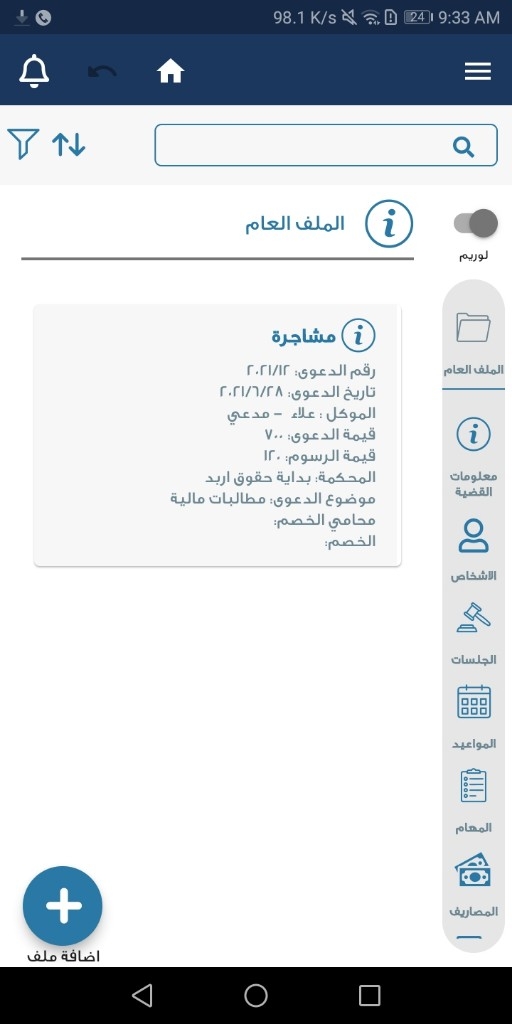 98.1 K/s 24 9:33 AM
الملف العام
لوريم
مشاجرة
رقم الدعوى: ٢٠٢١/١٢
تاريخ الدعوى: ٢٠٢١/٦/٢٨
الموكل : علاء - مدعي
قيمة الدعوى: ٧٠٠
قيمة الرسوم: ١٢٠
المحكمة: بداية حقوق اربد
موضوع الدعوى: مطالبات مالية
محامي الخصم:
الخصم:
الملف العام
معلومات
القضية
الاشخاص
الجلسات
المواعيد
المهام
المصاريف
اضافة ملف